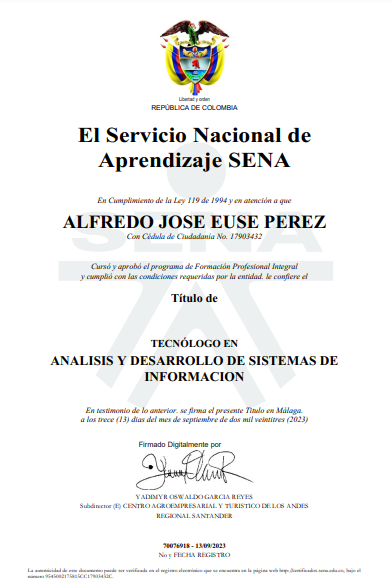 Libertad y orden
REPÚBLICA DE COLOMBIA
El Servicio Nacional de
Aprendizaje SENA
En Cumplimiento de la Ley 119 de 1994 y en atención a que
ALFREDO JOSE EUSE PEREZ
Con Cédula de Ciudadania No. 17903432
Cursó y aprobó el programa de Formación Profesional Integral
y cumplió con las condiciones requeridas por la entidad. le confiere el
Título de
TECNÓLOGO EN
ANALISIS Y DESARROLLO DE SISTEMAS DE
INFORMACION
En testimonio de lo anterior. se firma el presente Título en Málaga.
a los trece (13) días del mes de septiembre de dos mil veintitres (2023)
Firmado Digitalmente por
YADIMYR OSWALDO GARCIA REYES
Subdirector (E) CENTRO AGROEMPRESARIAL Y TURISTICO DE LOS ANDES
REGIONAL SANTANDER
70076918 - 13/09/2023
No y FECHA REGISTRO
La autenticidad de este documento puede ser verificada en el registro electrónico que se encuentra en la página web http://certificados.sena.edu.co, bajo el
número